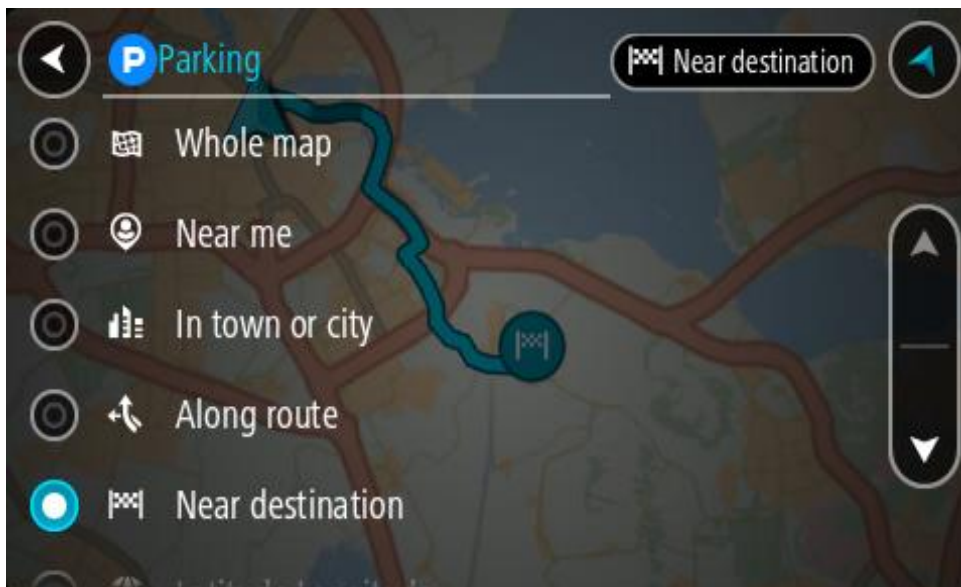 P Parking
Near destination
Whole map
Near me
In town or city
Along route
Near destination